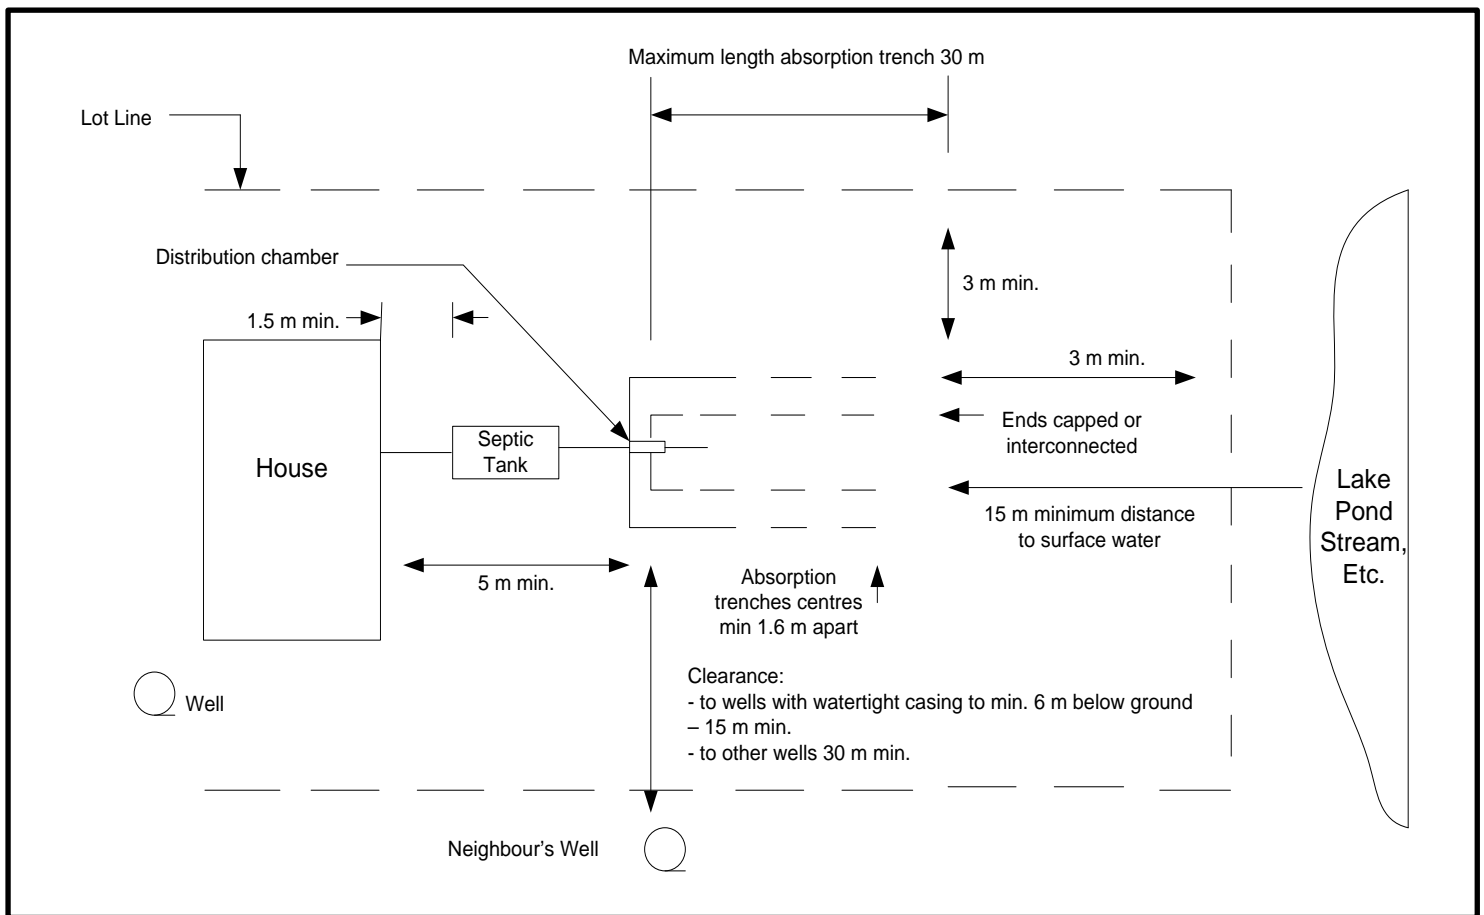 Maximum length absorption trench 30 m
Lot Line
Distribution chamber
3 m min.
1.5 m min.
3 m min.
Ends capped or
interconnected
Septic
Tank
House
Lake
Pond
Stream,
Etc.
15 m minimum distance
to surface water
5 m min.
Absorption
trenches centres
min 1.6 m apart
Clearance:
- to wells with watertight casing to min. 6 m below ground
– 15 m min.
- to other wells 30 m min.
Well
Neighbour's Well